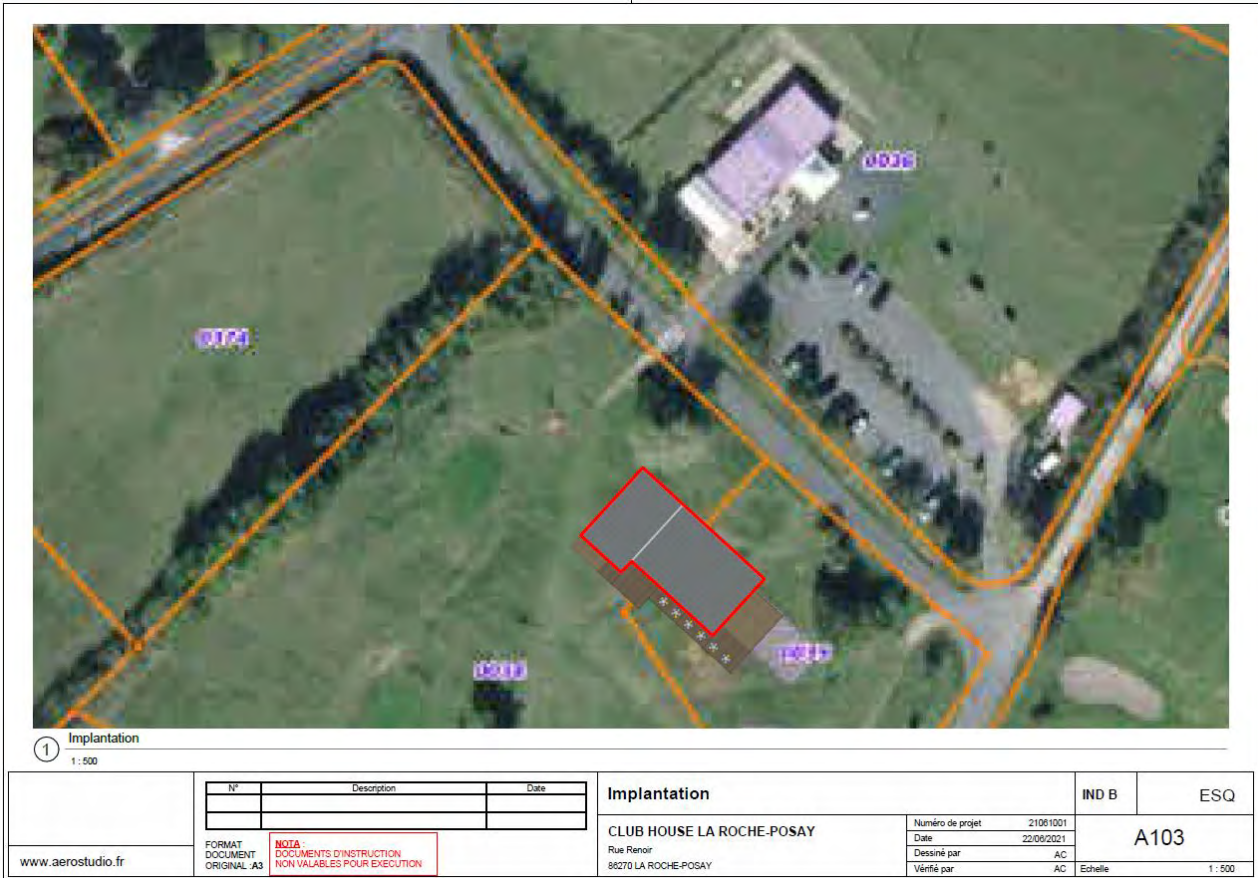 0036
1
Implantation
1 : 500
www.aerostudio.fr
N° Description Date
FORMAT
DOCUMENT
ORIGINAL :A3
NOTA :
DOCUMENTS D'INSTRUCTION
NON VALABLES POUR EXECUTION
Implantation
CLUB HOUSE LA ROCHE-POSAY
Rue Renoir
86270 LA ROCHE-POSAY
Numéro de projet 21061001
Date 22/06/2021
Dessiné par AC
Vérifié par AC
IND B ESQ
A103
Echelle 1 : 500